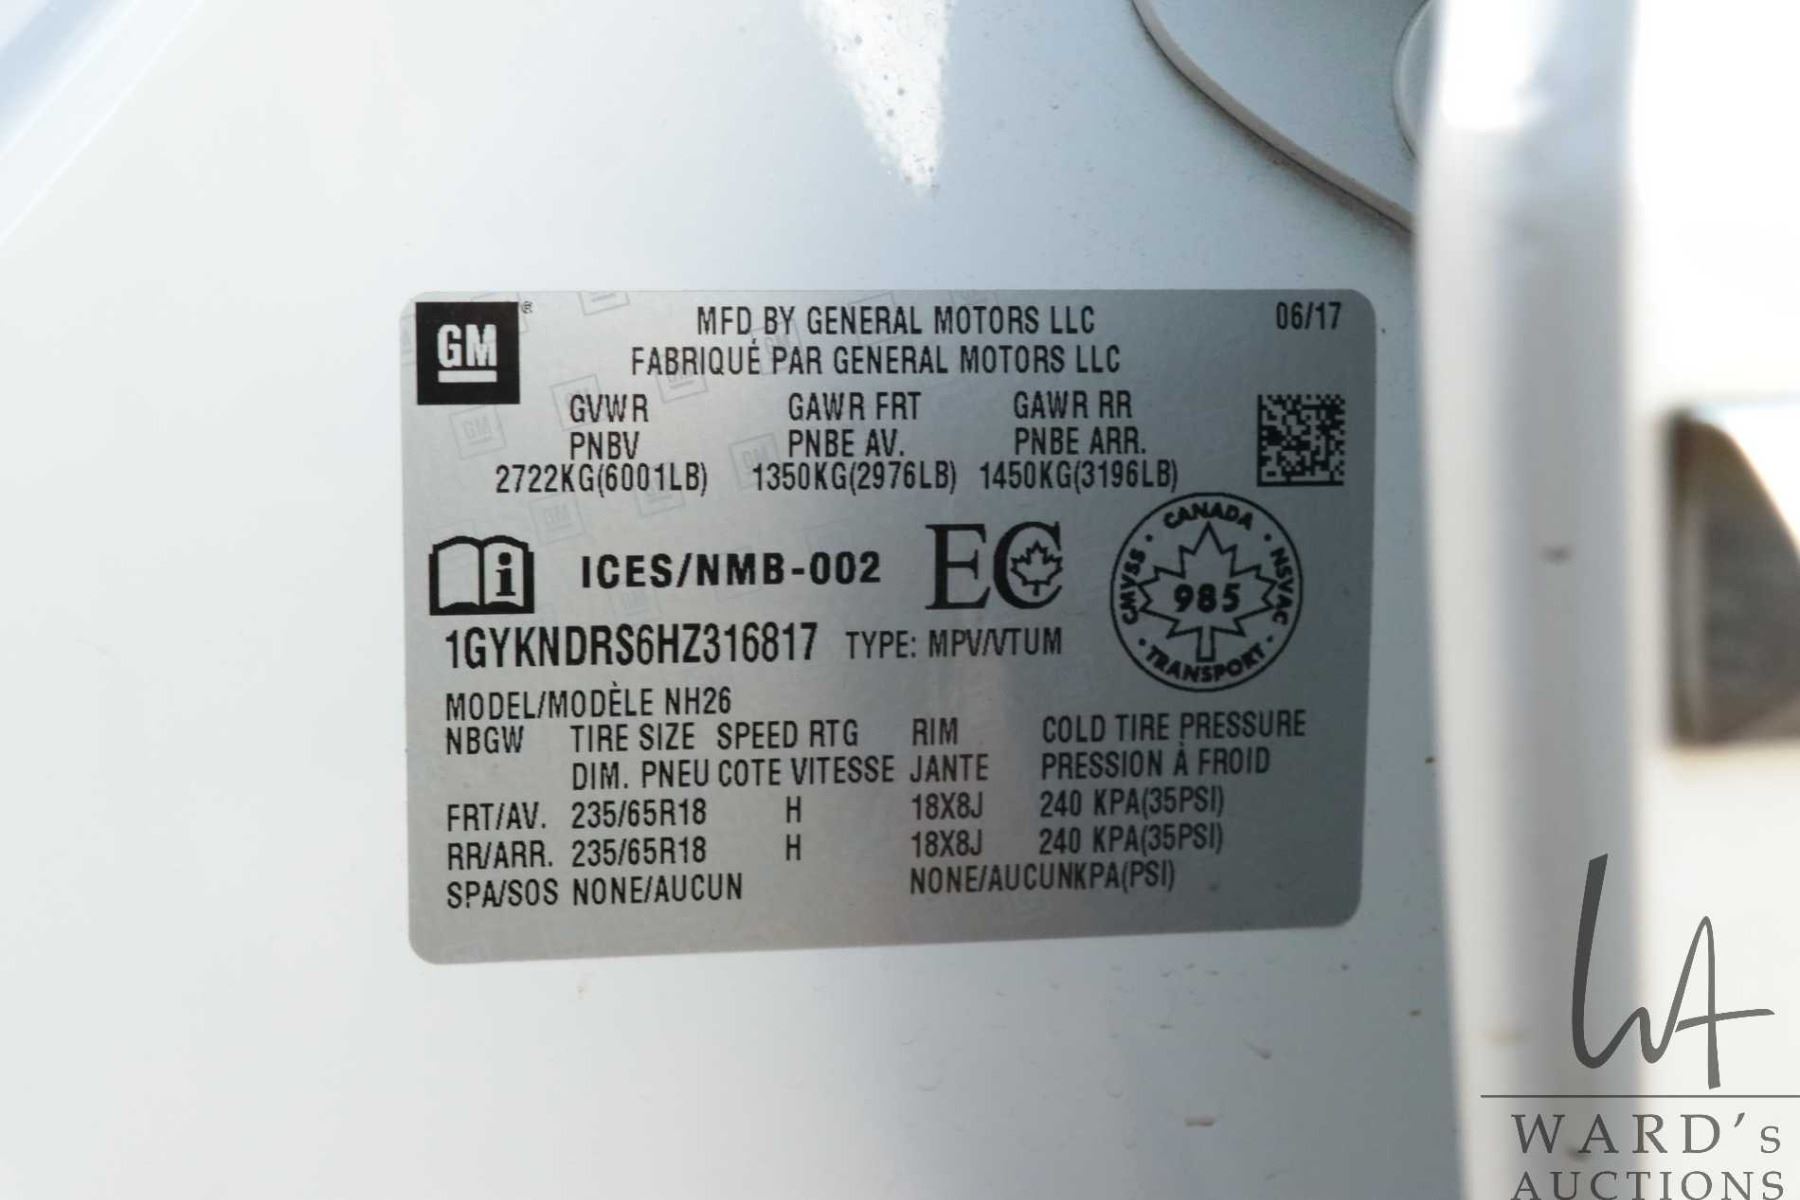 GM ®
MFD BY GENERAL MOTORS LLC
06/17
FABRIQUÉ PAR GENERAL MOTORS LLC
GVWR GAWR FRT GAWR RR
PNBV PNBE AV. PNBE ARR.
2722KG(6001LB) 1350KG(2976LB) 1450KG(3196LB)
i ICES/NMB-002 EC
CANADA
CMVSS 985 NSVAC
TRANSPORT
1GYKNDRS6HZ316817 TYPE: MPV/VTUM
MODEL/MODÈLE NH26
NBGW TIRE SIZE SPEED RTG RIM COLD TIRE PRESSURE
DIM. PNEU COTE VITESSE JANTE PRESSION À FROID
FRT/AV. 235/65R18 H 18X8J 240 KPA(35PSI)
RR/ARR. 235/65R18 H 18X8J 240 KPA(35PSI)
SPA/SOS NONE/AUCUN NONE/AUCUNKPA(PSI)
WA
WARD's
AUCTIONS